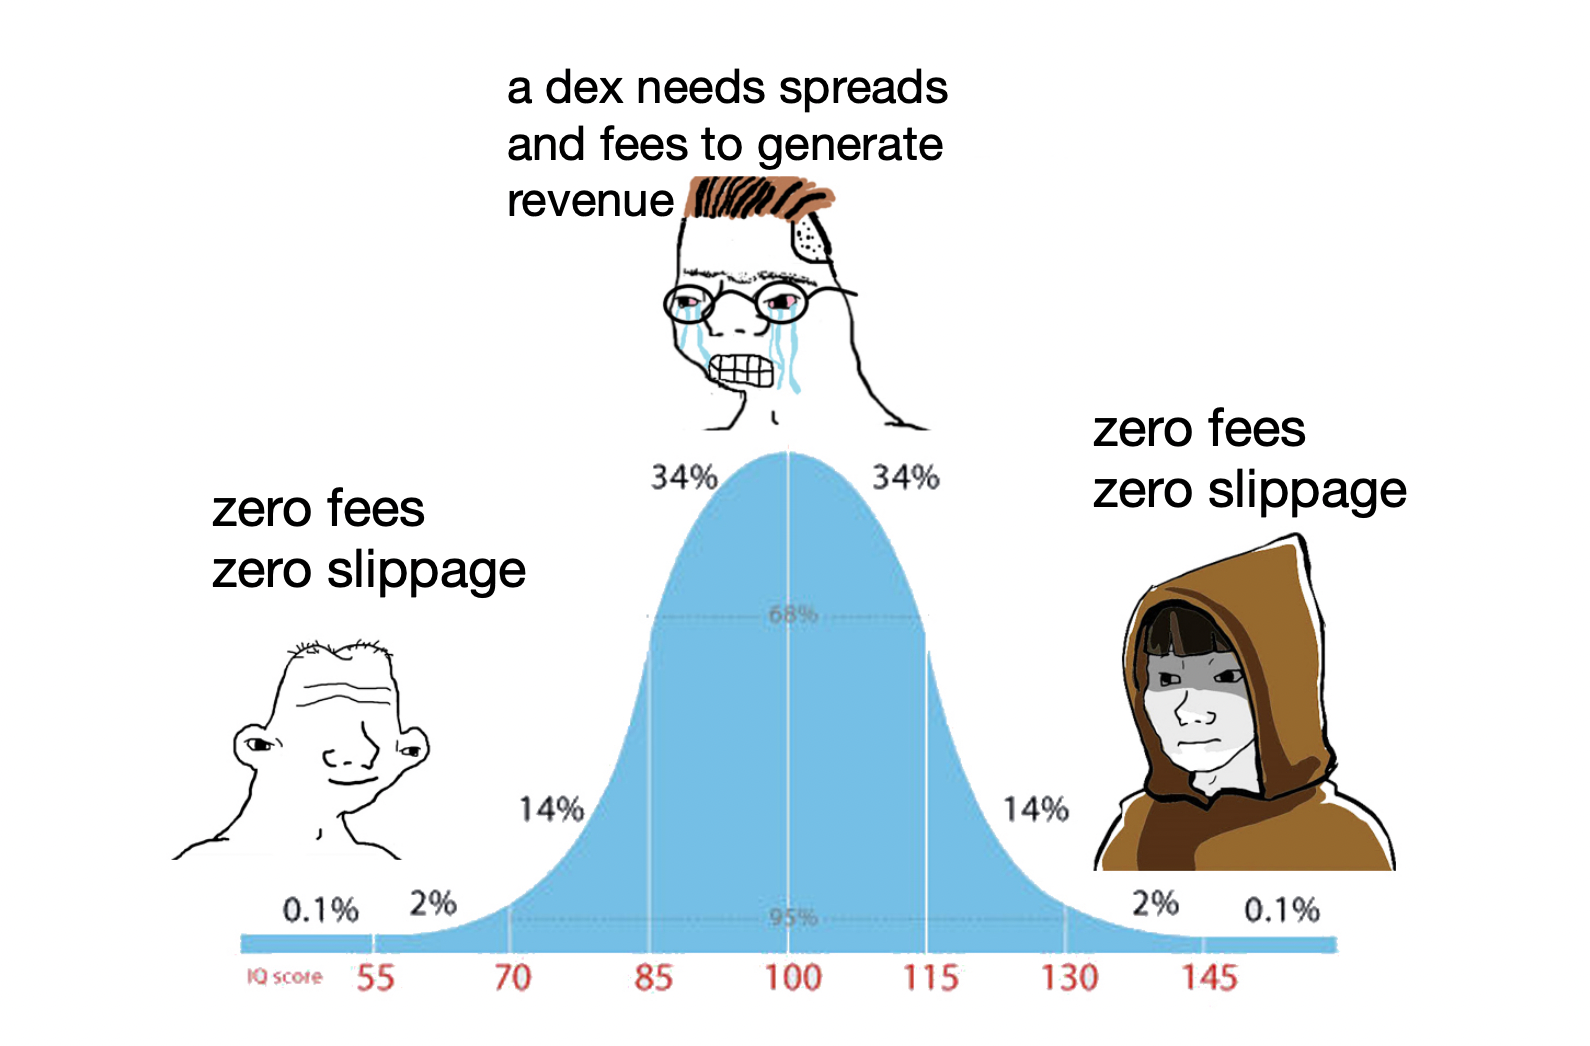 a dex needs spreads
and fees to generate
revenue
zero fees
zero slippage
zero fees
zero slippage
34% 34%
68%
14% 14%
0.1% 2% 95% 2% 0.1%
IQ score 55 70 85 100 115 130 145